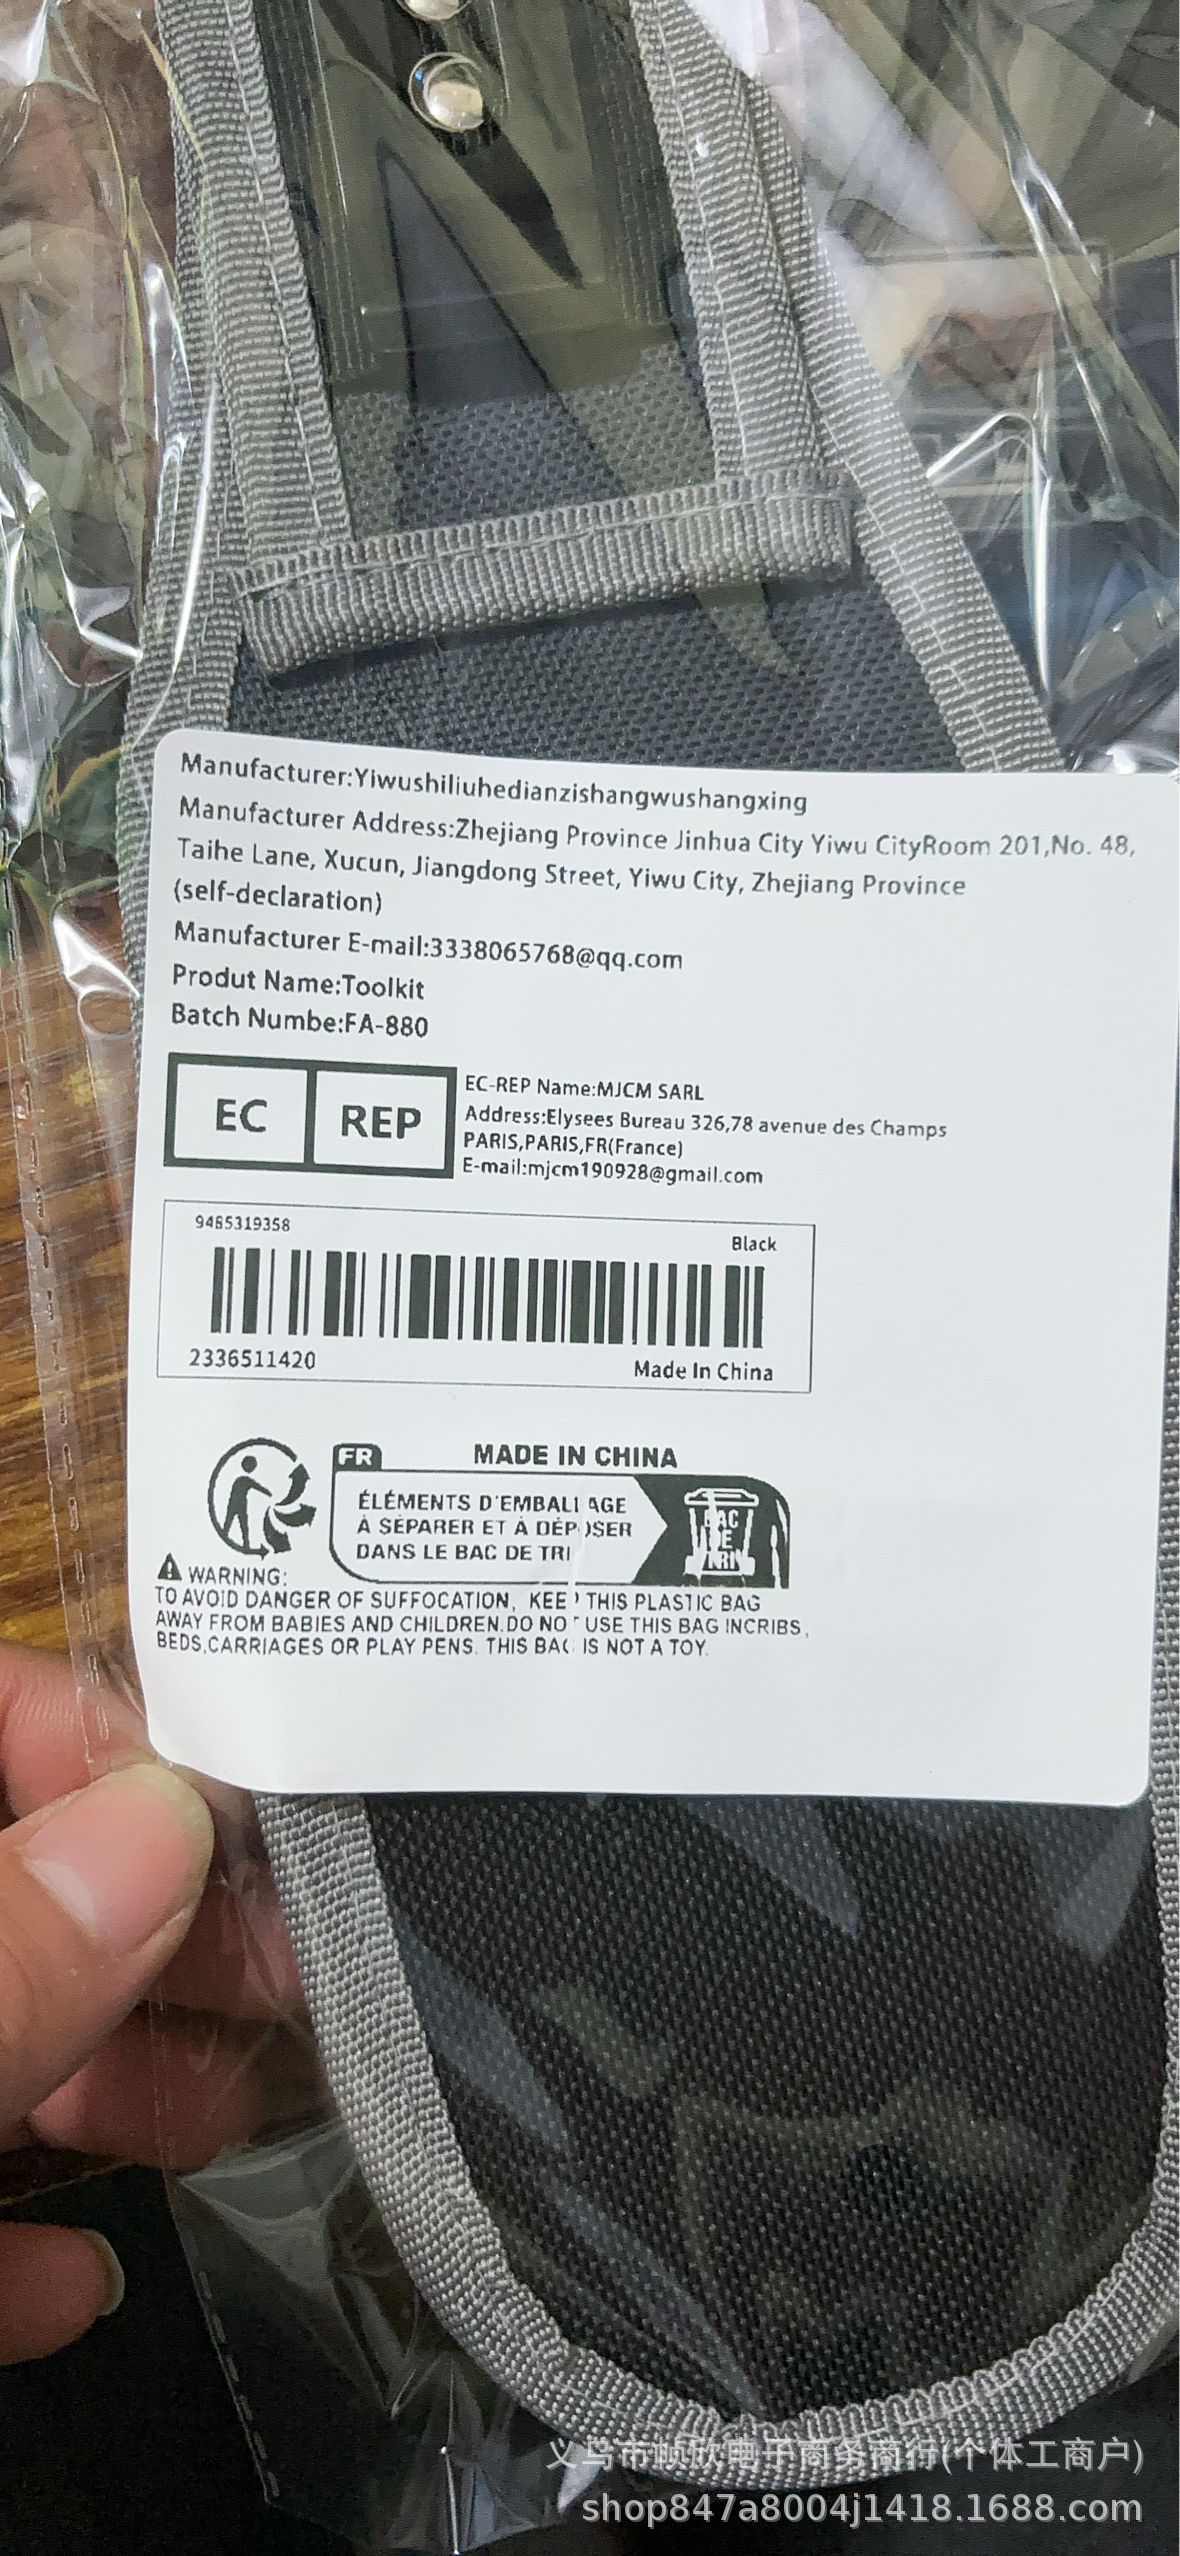 Manufacturer:Yiwushiliuhedianzishangwushangxing
Manufacturer Address:Zhejiang Province Jinhua City Yiwu CityRoom 201,No. 48,
Taihe Lane, Xucun, Jiangdong Street, Yiwu City, Zhejiang Province
(self-declaration)
Manufacturer E-mail:3338065768@qq.com
Produt Name:Toolkit
Batch Numbe:FA-880
EC REP
EC-REP Name:MJCM SARL
Address:Elysees Bureau 326,78 avenue des Champs
PARIS,PARIS,FR(France)
E-mail:mjcm190928@gmail.com
9485319358
Black
2336511420
Made In China
FR
MADE IN CHINA
ÉLÉMENTS D'EMBALLAGE
À SÉPARER ET À DÉPOSER
DANS LE BAC DE TRI
BAC
DE
TRI
WARNING:
TO AVOID DANGER OF SUFFOCATION, KEEP THIS PLASTIC BAG
AWAY FROM BABIES AND CHILDREN.DO NOT USE THIS BAG INCRIBS,
BEDS,CARRIAGES OR PLAY PENS. THIS BAG IS NOT A TOY.
义乌市帧欣电子商务商行(个体工商户)
shop847a8004j1418.1688.com